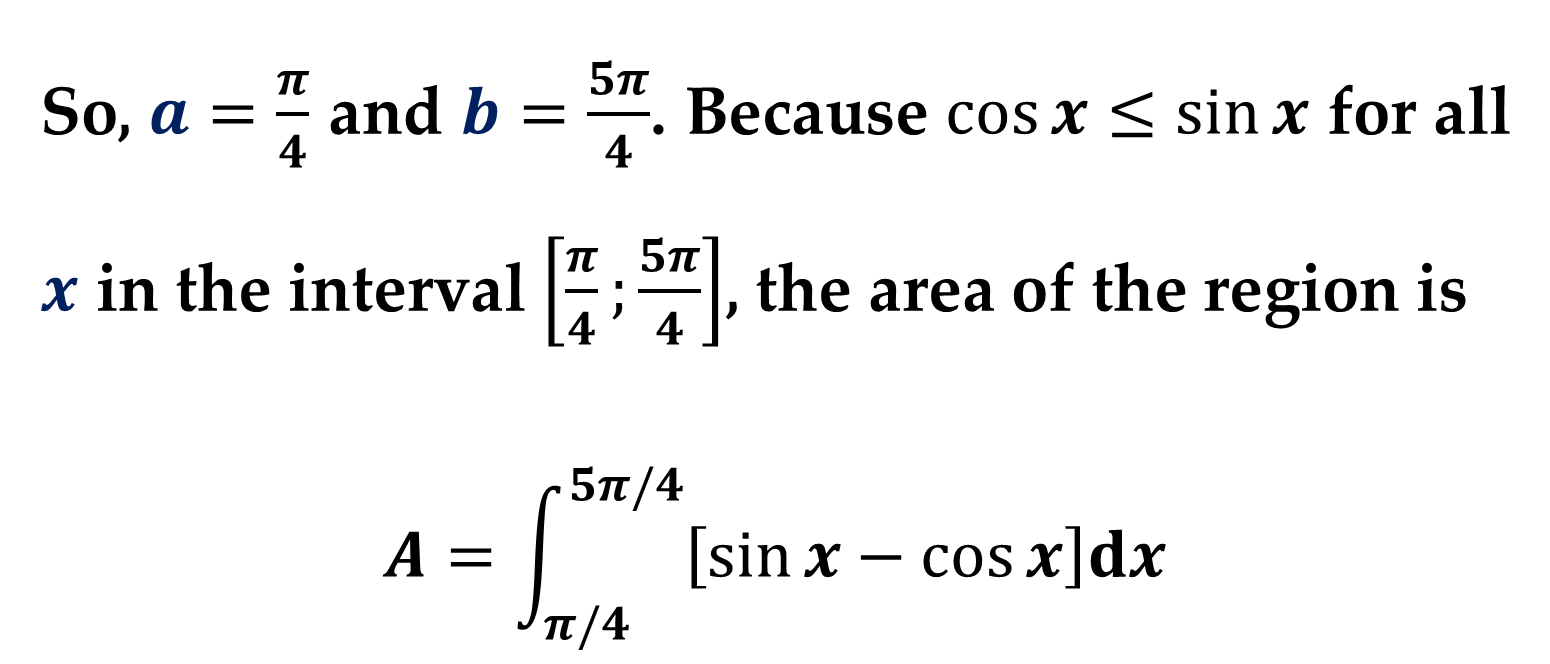 So, a = π/4 and b = 5π/4. Because cos x ≤ sin x for all
x in the interval [π/4; 5π/4], the area of the region is
A = ∫_{π/4}^{5π/4} [sin x − cos x]dx